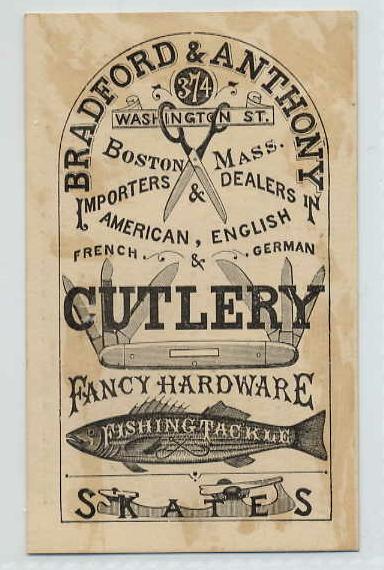 BRADFORD & ANTHONY
374
WASHINGTON ST.
BOSTON MASS.
IMPORTERS & DEALERS IN
AMERICAN, ENGLISH
FRENCH & GERMAN
CUTLERY
FANCY HARDWARE
FISHING TACKLE
SKATES